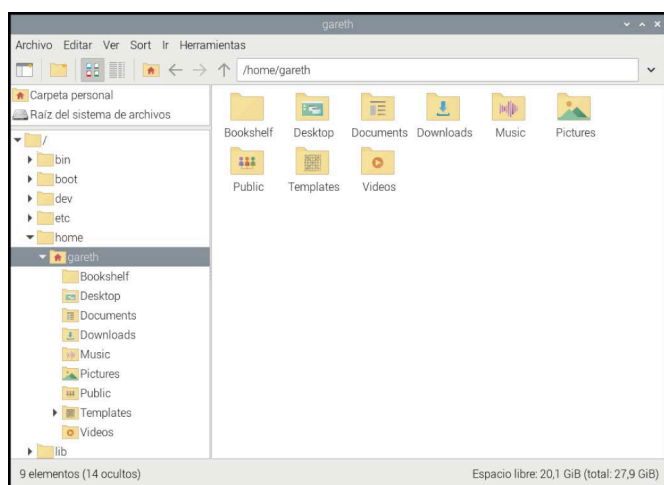 gareth
Archivo Editar Ver Sort Ir Herramientas
/home/gareth
Carpeta personal
Raíz del sistema de archivos
/
bin
boot
dev
etc
home
gareth
Bookshelf
Desktop
Documents
Downloads
Music
Pictures
Public
Templates
Videos
lib
Bookshelf Desktop Documents Downloads Music Pictures
Public Templates Videos
9 elementos (14 ocultos) Espacio libre: 20,1 GiB (total: 27,9 GiB)